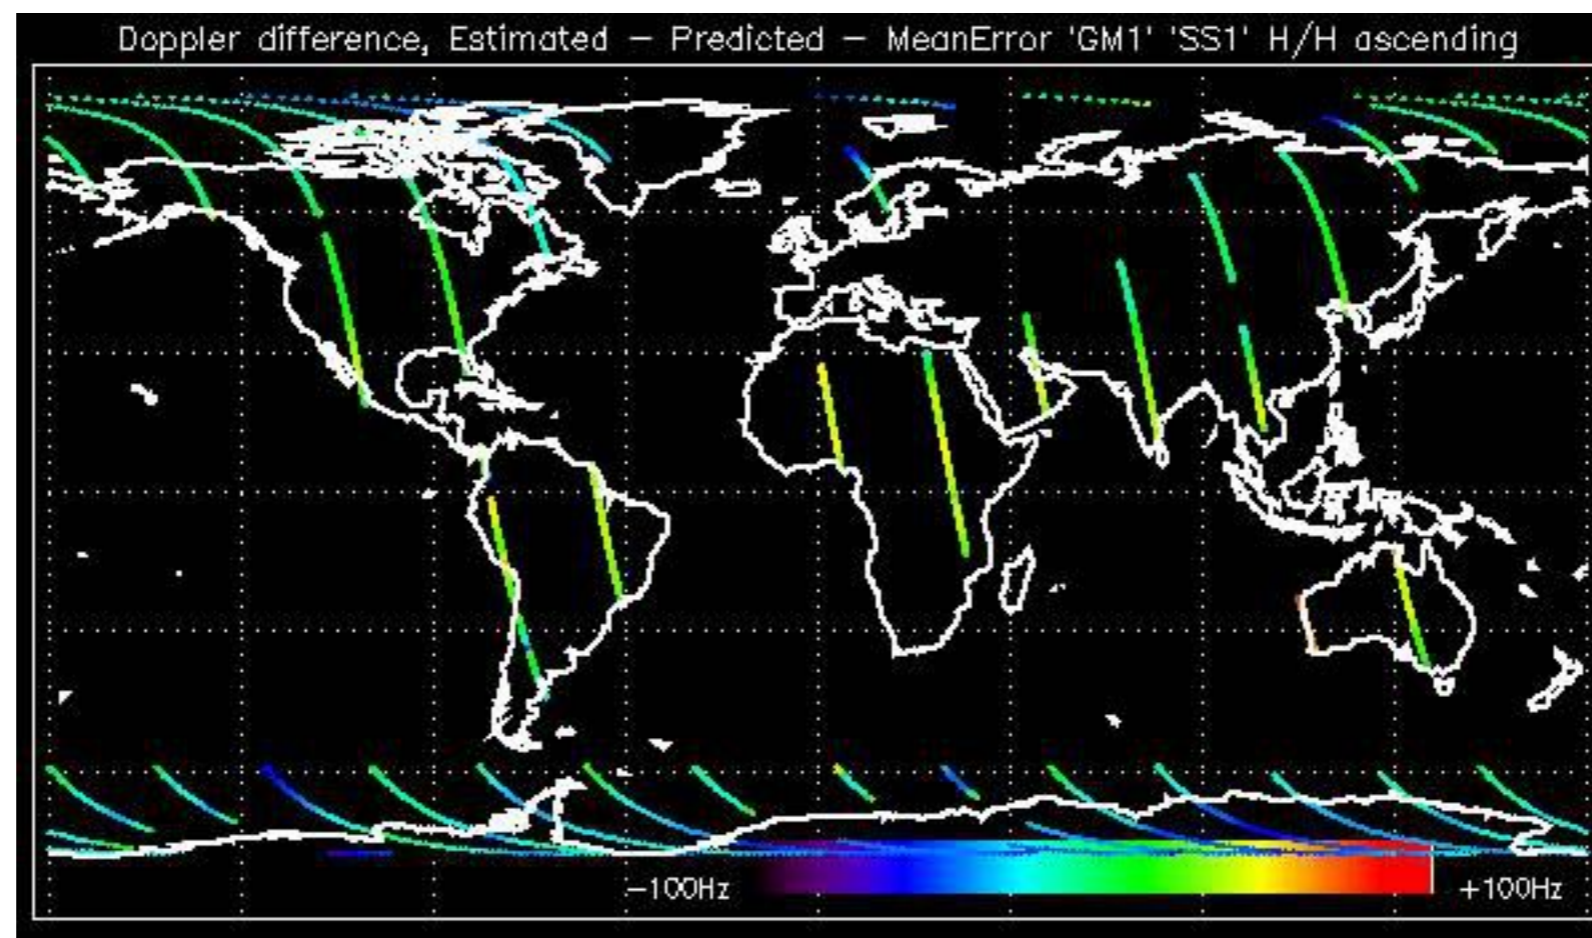 Doppler difference, Estimated — Predicted — MeanError 'GM1' 'SS1' H/H ascending
−100Hz +100Hz